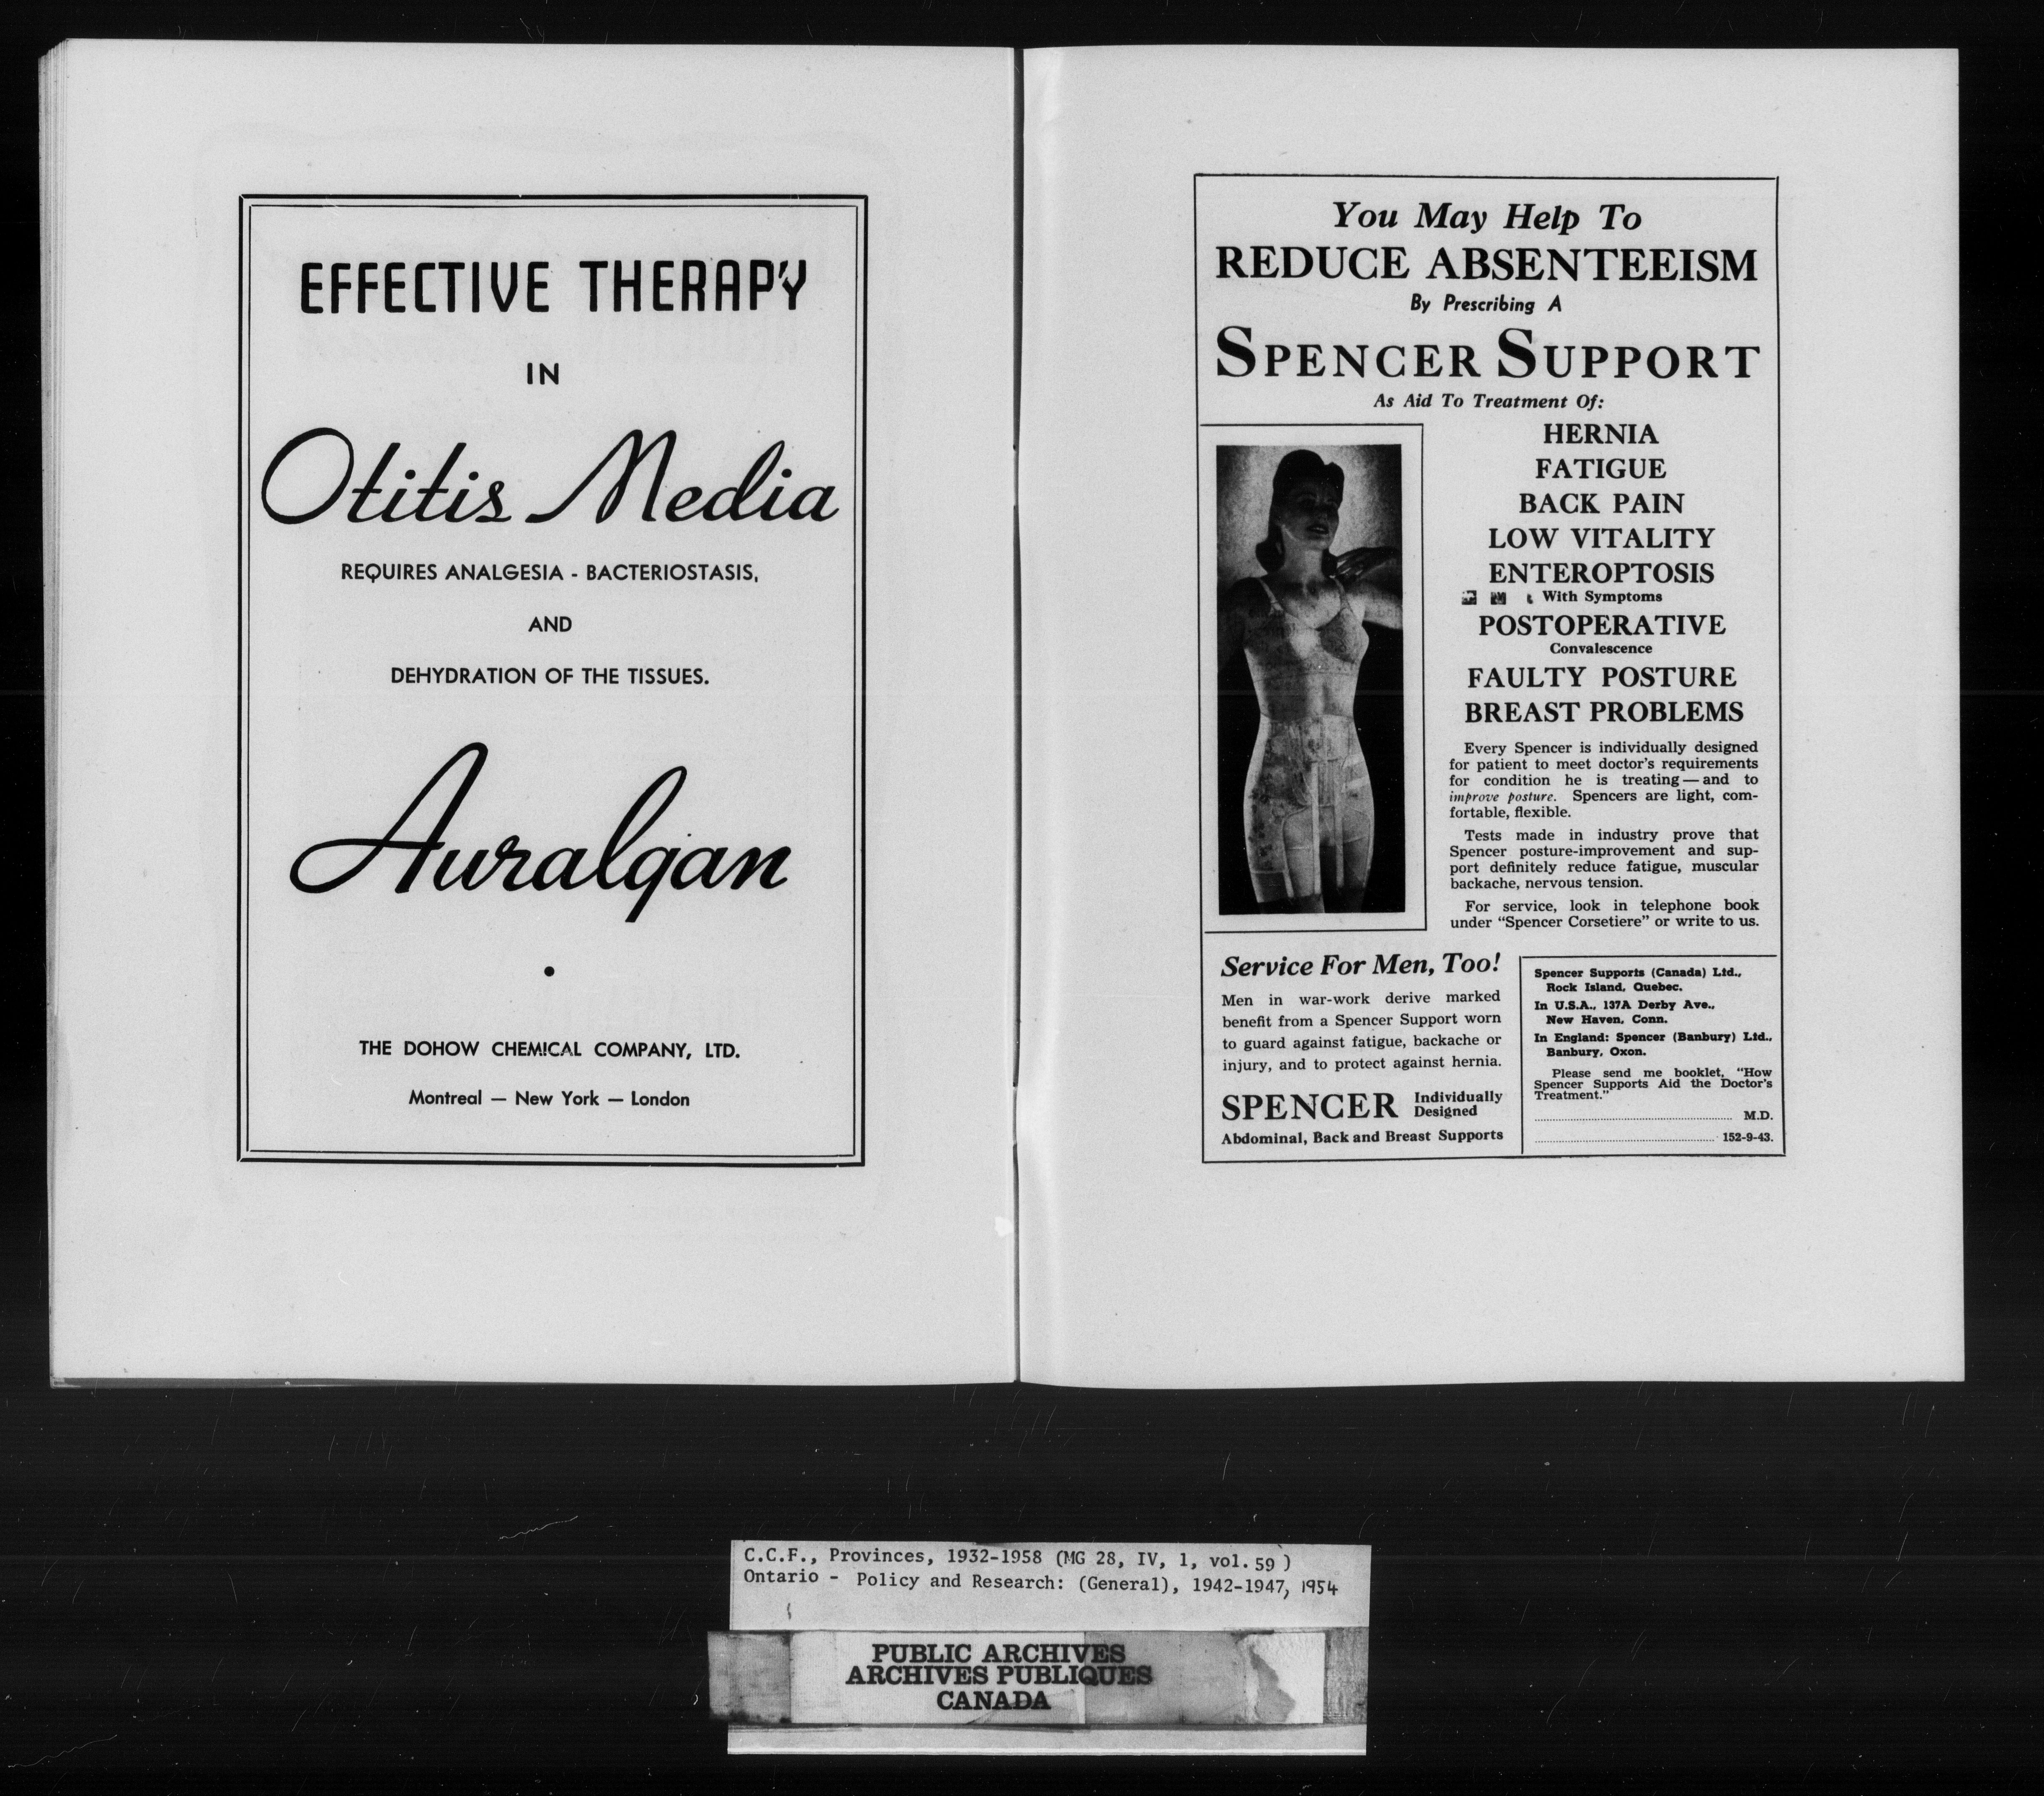 EFFECTIVE THERAPY
IN
Otitis Media
REQUIRES ANALGESIA - BACTERIOSTASIS,
AND
DEHYDRATION OF THE TISSUES.
Auralgan
•
THE DOHOW CHEMICAL COMPANY, LTD.
Montreal — New York — London
You May Help To
REDUCE ABSENTEEISM
By Prescribing A
SPENCER SUPPORT
As Aid To Treatment Of:
HERNIA
FATIGUE
BACK PAIN
LOW VITALITY
ENTEROPTOSIS
With Symptoms
POSTOPERATIVE
Convalescence
FAULTY POSTURE
BREAST PROBLEMS
Every Spencer is individually designed
for patient to meet doctor's requirements
for condition he is treating — and to
improve posture. Spencers are light, com-
fortable, flexible.
Tests made in industry prove that
Spencer posture-improvement and sup-
port definitely reduce fatigue, muscular
backache, nervous tension.
For service, look in telephone book
under "Spencer Corsetiere" or write to us.
Service For Men, Too!
Men in war-work derive marked
benefit from a Spencer Support worn
to guard against fatigue, backache or
injury, and to protect against hernia.
SPENCER Individually
Designed
Abdominal, Back and Breast Supports
Spencer Supports (Canada) Ltd.,
Rock Island, Quebec.
In U.S.A., 137A Derby Ave.,
New Haven, Conn.
In England: Spencer (Banbury) Ltd.,
Banbury, Oxon.
Please send me booklet, "How
Spencer Supports Aid the Doctor's
Treatment."
M.D.
152-9-43.
C.C.F., Provinces, 1932-1958 (MG 28, IV, 1, vol. 59 )
Ontario - Policy and Research: (General), 1942-1947, 1954
PUBLIC ARCHIVES
ARCHIVES PUBLIQUES
CANADA